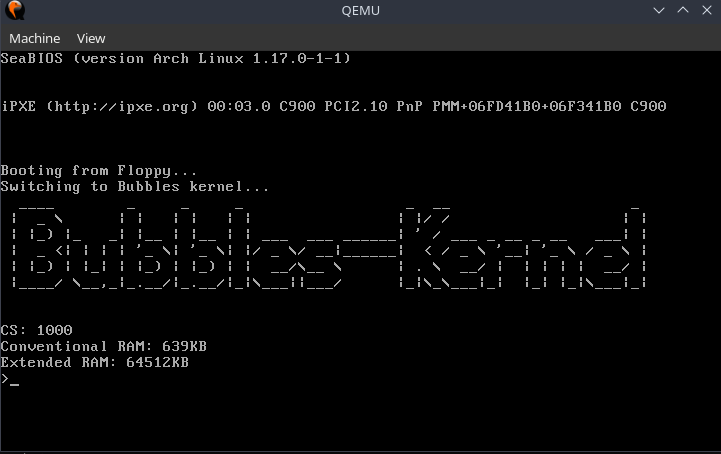 QEMU
Machine View
SeaBIOS (version Arch Linux 1.17.0-1-1)
iPXE (http://ipxe.org) 00:03.0 C900 PCI2.10 PnP PMM+06FD41B0+06F341B0 C900
Booting from Floppy...
Switching to Bubbles kernel...
Bubbles-Kernel
CS: 1000
Conventional RAM: 639KB
Extended RAM: 64512KB
>_